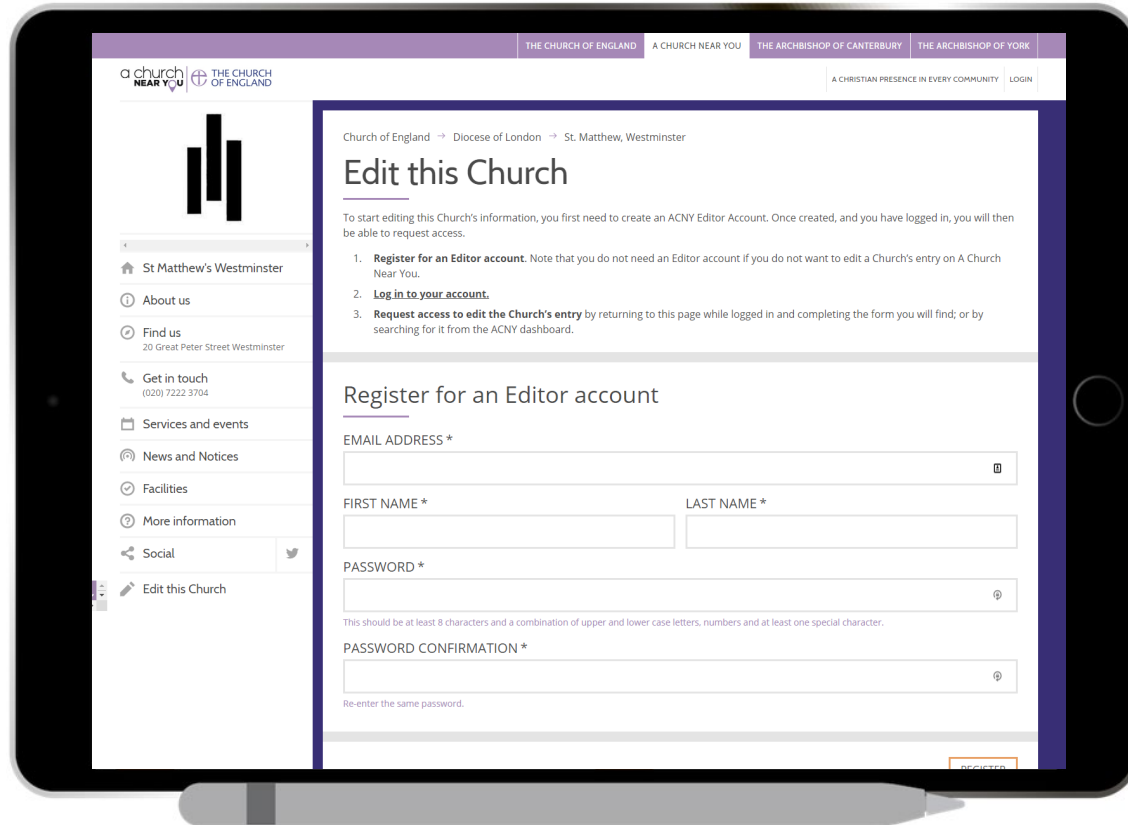 THE CHURCH OF ENGLAND
A CHURCH NEAR YOU
THE ARCHBISHOP OF CANTERBURY
THE ARCHBISHOP OF YORK
a church
NEAR YOU
THE CHURCH
OF ENGLAND
A CHRISTIAN PRESENCE IN EVERY COMMUNITY
LOGIN
St Matthew's Westminster
About us
Find us
20 Great Peter Street Westminster
Get in touch
(020) 7222 3704
Services and events
News and Notices
Facilities
More information
Social
Edit this Church
Church of England → Diocese of London → St. Matthew, Westminster
Edit this Church
To start editing this Church's information, you first need to create an ACNY Editor Account. Once created, and you have logged in, you will then
be able to request access.
1. Register for an Editor account. Note that you do not need an Editor account if you do not want to edit a Church's entry on A Church
Near You.
2. Log in to your account.
3. Request access to edit the Church's entry by returning to this page while logged in and completing the form you will find; or by
searching for it from the ACNY dashboard.
Register for an Editor account
EMAIL ADDRESS *
FIRST NAME *
LAST NAME *
PASSWORD *
This should be at least 8 characters and a combination of upper and lower case letters, numbers and at least one special character.
PASSWORD CONFIRMATION *
Re-enter the same password.
REGISTER